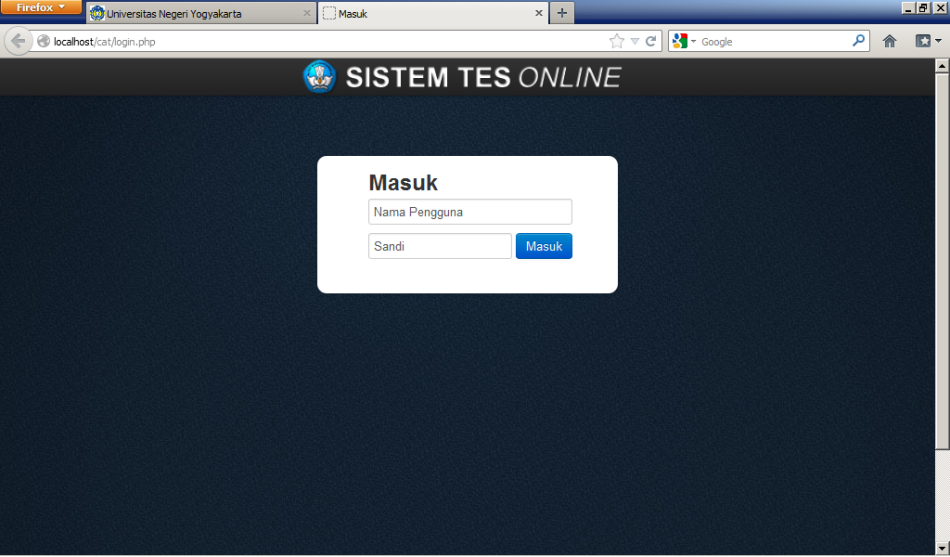 Firefox
Universitas Negeri Yogyakarta
Masuk
localhost/cat/login.php
Google
SISTEM TES ONLINE
Masuk
Nama Pengguna
Sandi
Masuk